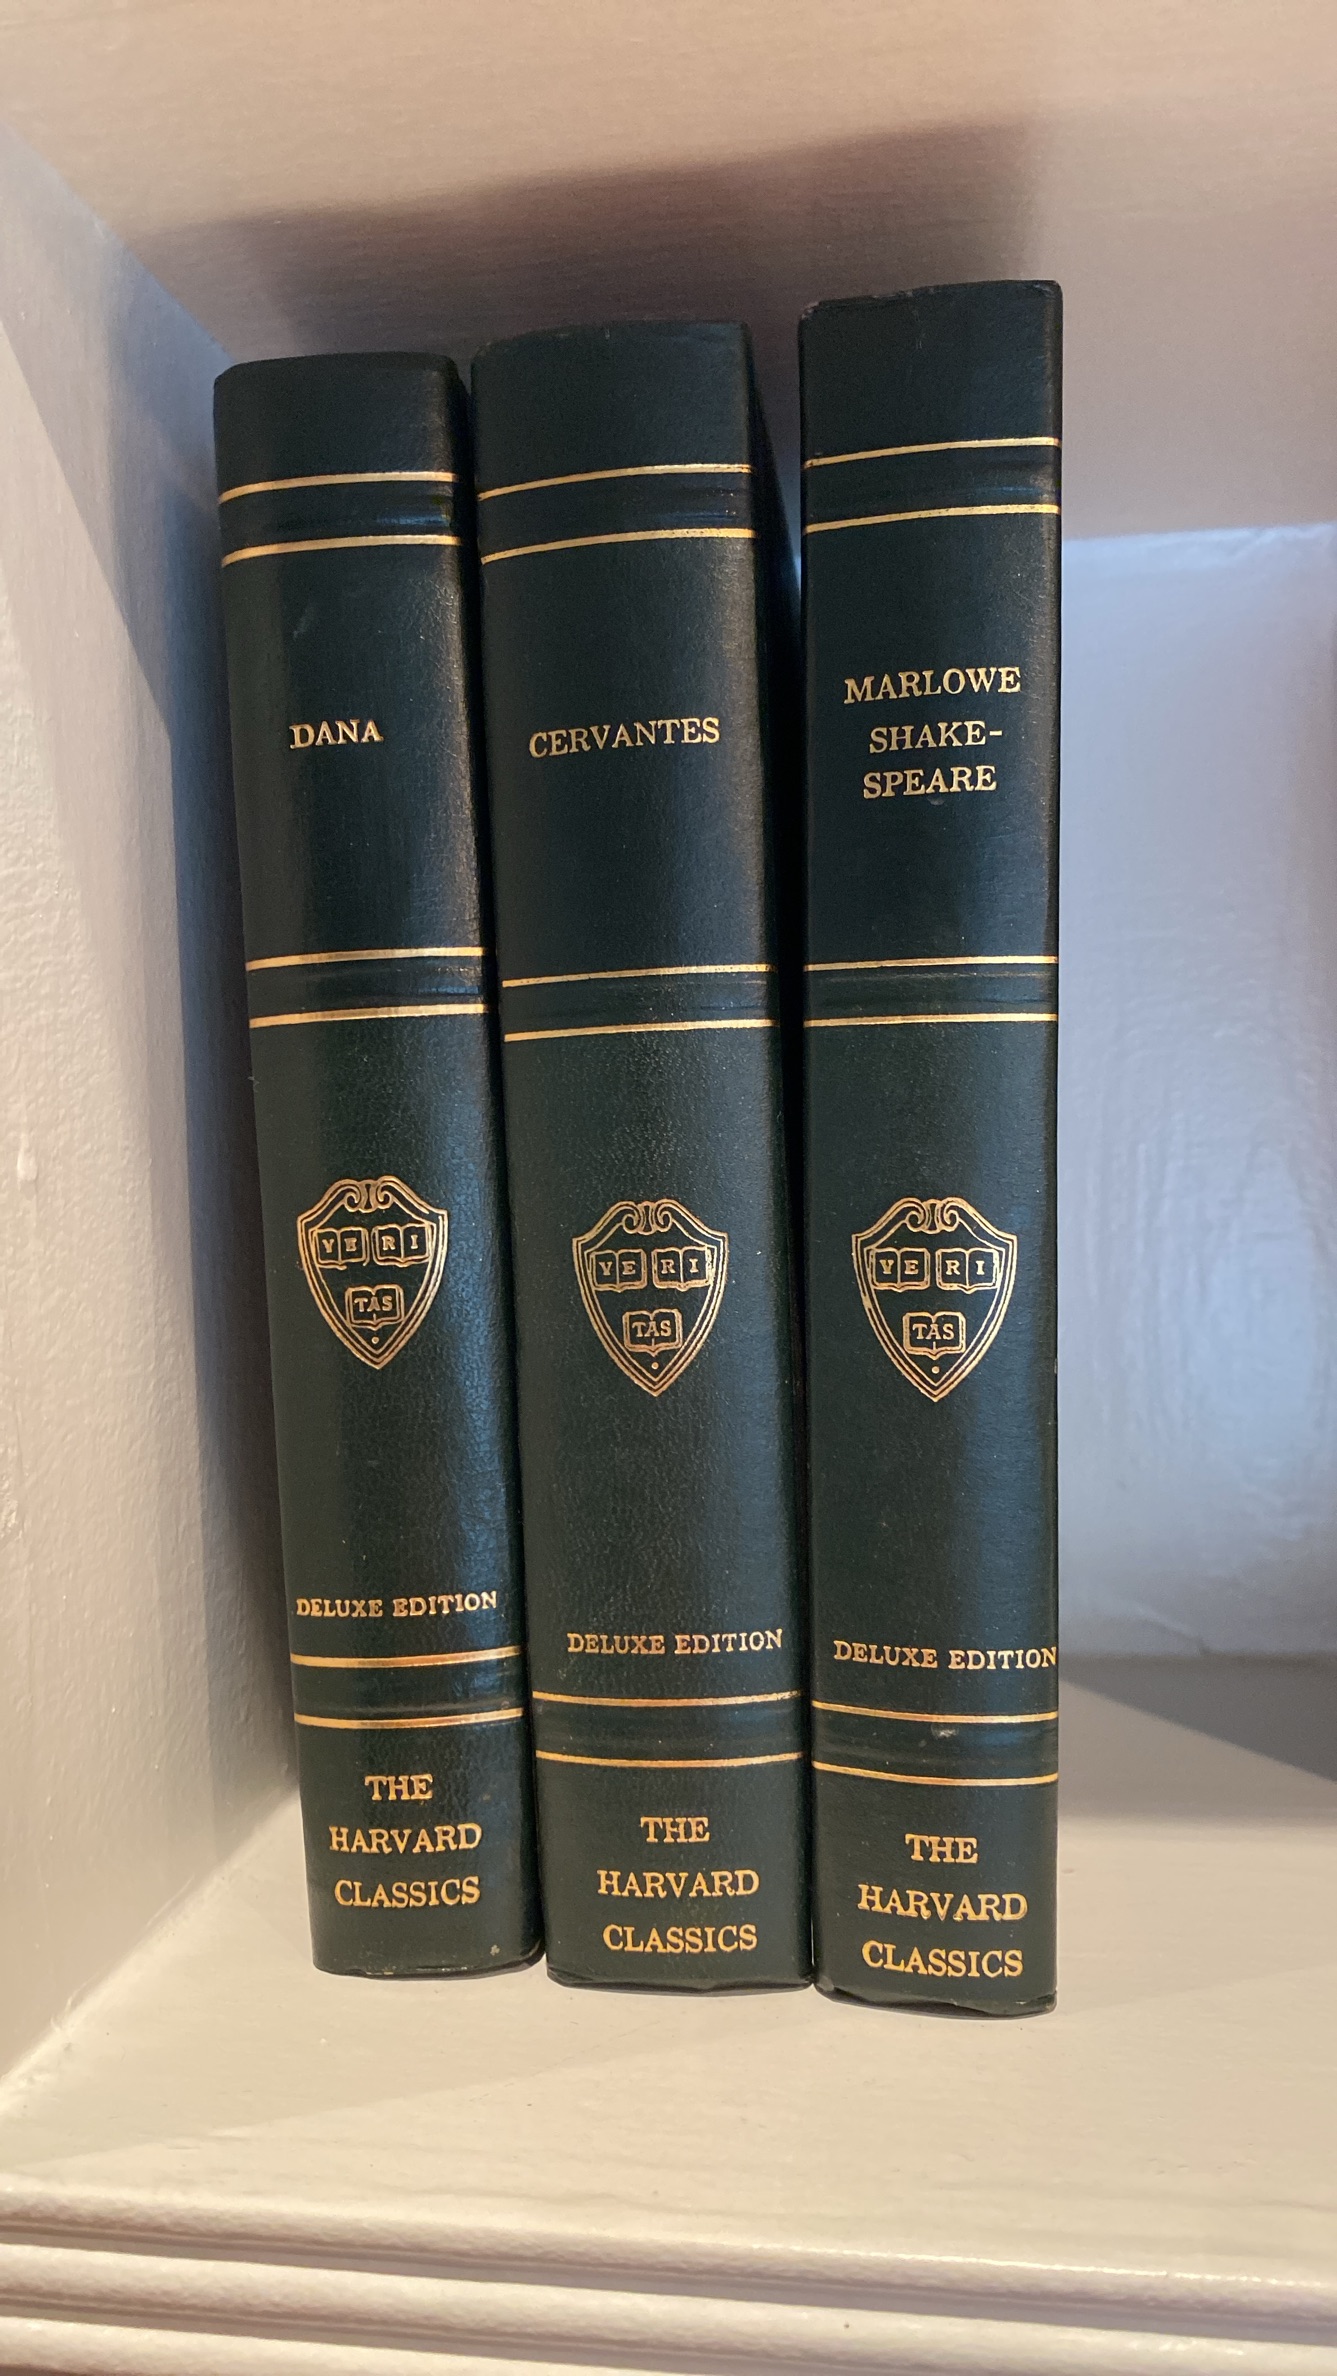 DANA
VE RI
TAS
DELUXE EDITION
THE
HARVARD
CLASSICS
CERVANTES
VE RI
TAS
DELUXE EDITION
THE
HARVARD
CLASSICS
MARLOWE
SHAKE-
SPEARE
VE RI
TAS
DELUXE EDITION
THE
HARVARD
CLASSICS